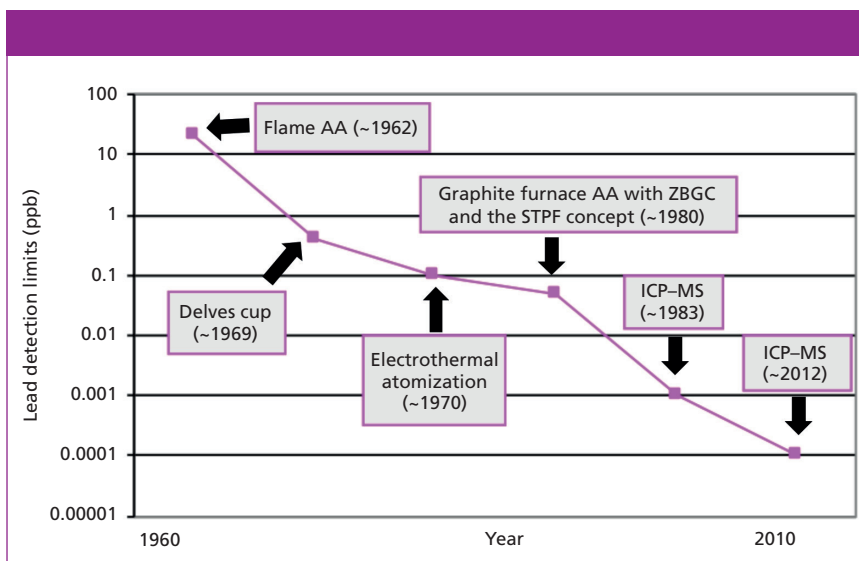 100
10
1
0.1
0.01
0.001
0.0001
0.00001
Lead detection limits (ppb)
Flame AA (~1962)
Delves cup
(~1969)
Electrothermal
atomization
(~1970)
Graphite furnace AA with ZBGC
and the STPF concept (~1980)
ICP–MS
(~1983)
ICP–MS
(~2012)
1960
Year
2010